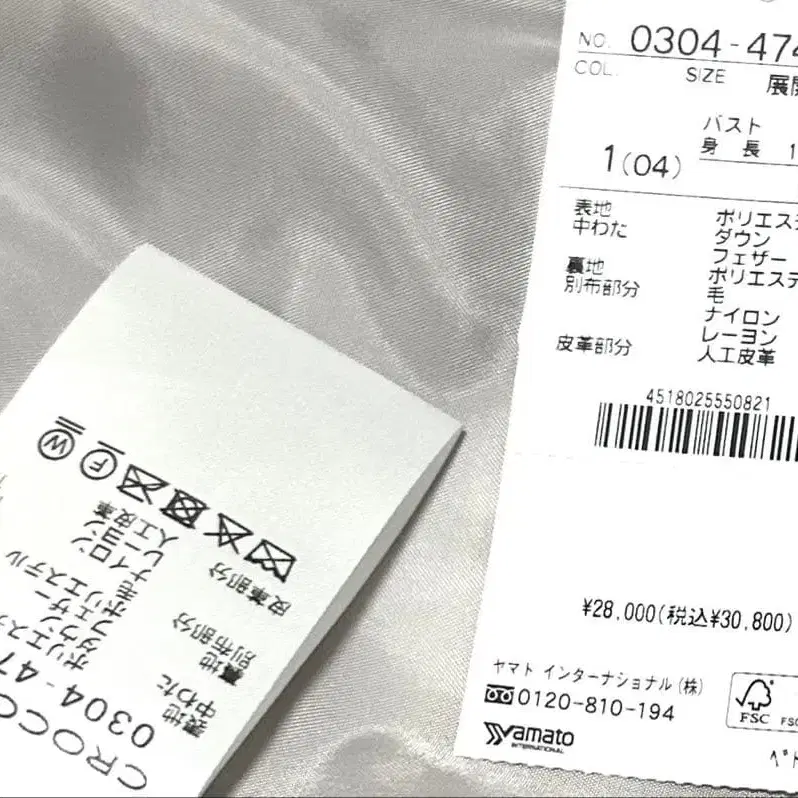 NO. 0304-474
COL. SIZE 展開
バスト
身長 1
1(04)
表地 ポリエステ
中わた ダウン
フェザー
裏地 ポリエステ
別布部分 毛
ナイロン
レーヨン
皮革部分 人工皮革
4518025550821
¥28,000(税込¥30,800)
ヤマト インターナショナル(株)
0120-810-194
FSC FSC
yamato
INTERNATIONAL
CROCO
0304-47
表地 ポリエステ
中わた ダウン
フェザー
裏地 ポリエステル
別布部分 毛
ナイロン
レーヨン
皮革部分 人工皮革
F
W